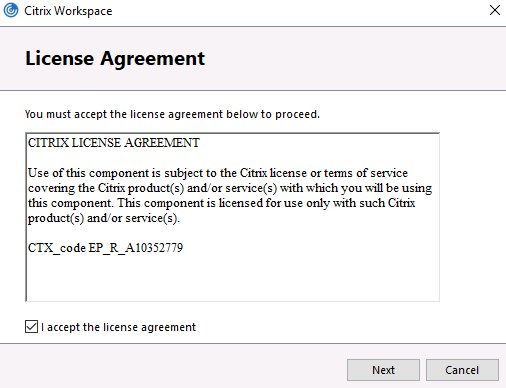 Citrix Workspace
License Agreement
You must accept the license agreement below to proceed.
CITRIX LICENSE AGREEMENT
Use of this component is subject to the Citrix license or terms of service
covering the Citrix product(s) and/or service(s) with which you will be using
this component. This component is licensed for use only with such Citrix
product(s) and/or service(s).
CTX_code EP_R_A10352779
I accept the license agreement
Next Cancel